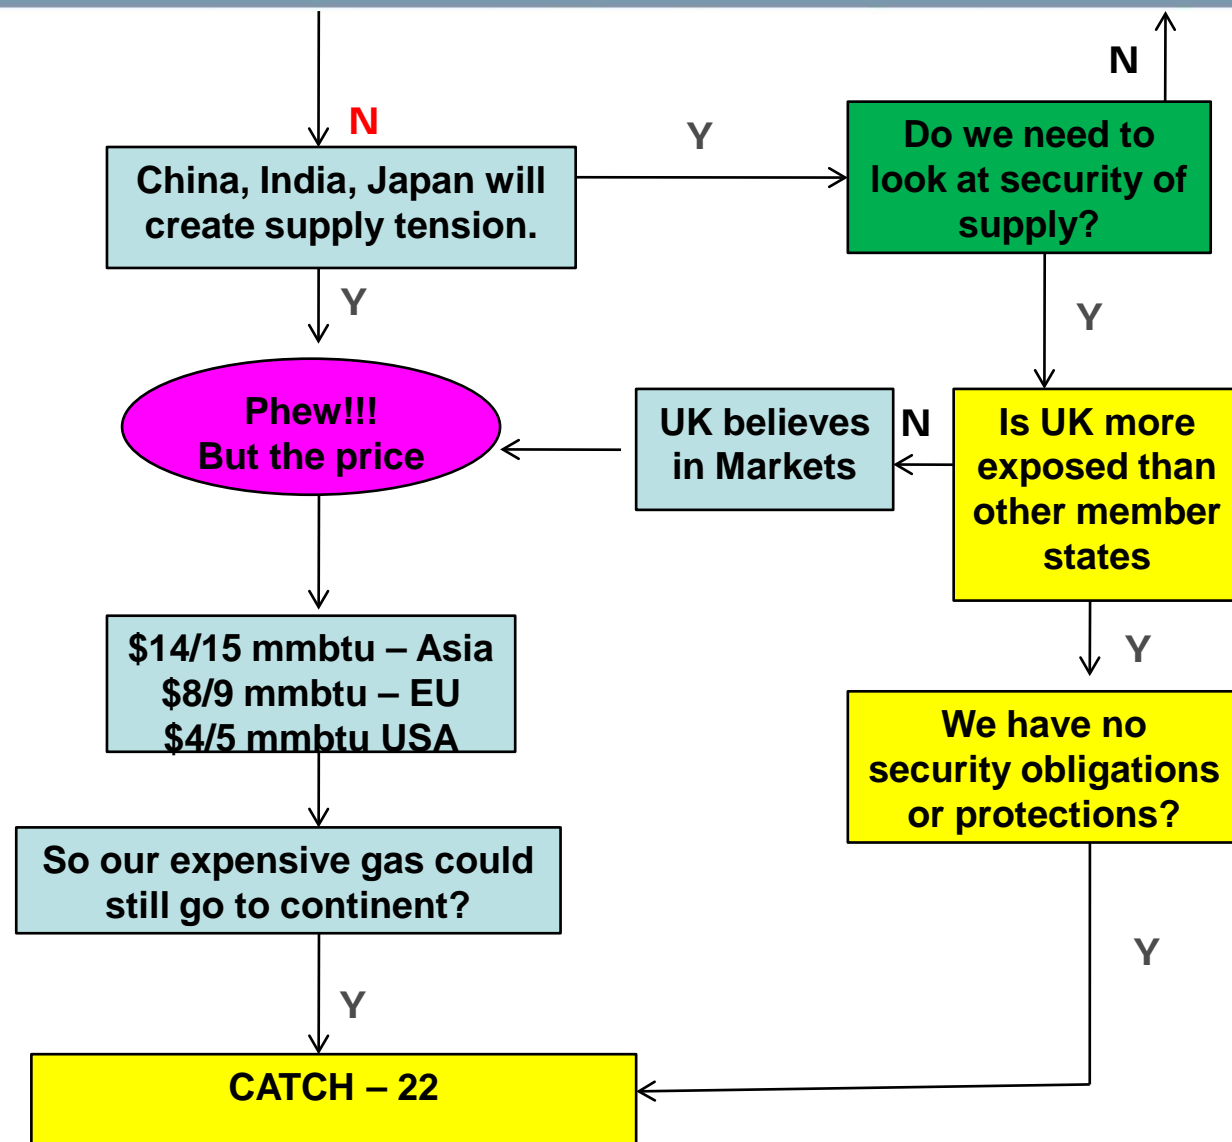 N
N
Y
China, India, Japan will
create supply tension.
Do we need to
look at security of
supply?
Y
Y
Phew!!!
But the price
UK believes
in Markets
N
Is UK more
exposed than
other member
states
$14/15 mmbtu – Asia
$8/9 mmbtu – EU
$4/5 mmbtu USA
Y
We have no
security obligations
or protections?
So our expensive gas could
still go to continent?
Y
Y
CATCH – 22